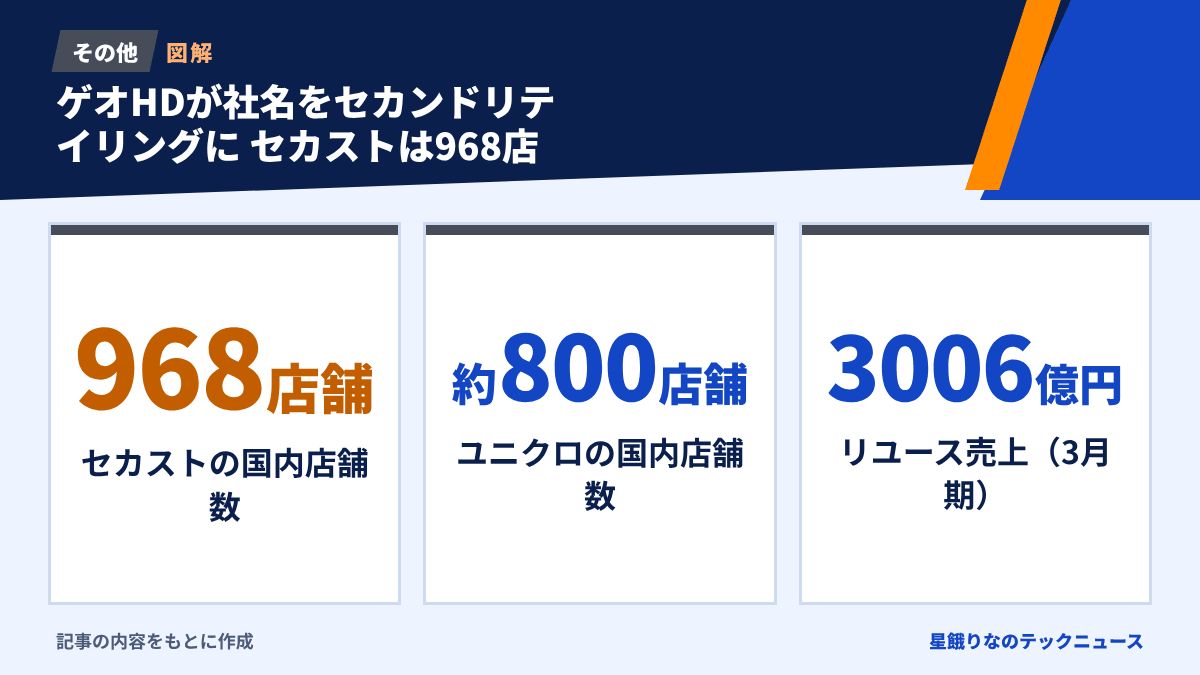 その他 図解
ゲオHDが社名をセカンドリテ
イリングに セカストは968店
968店舗
セカストの国内店舗
数
約800店舗
ユニクロの国内店舗
数
3006億円
リユース売上（3月
期）
記事の内容をもとに作成
星餓りなのテックニュース